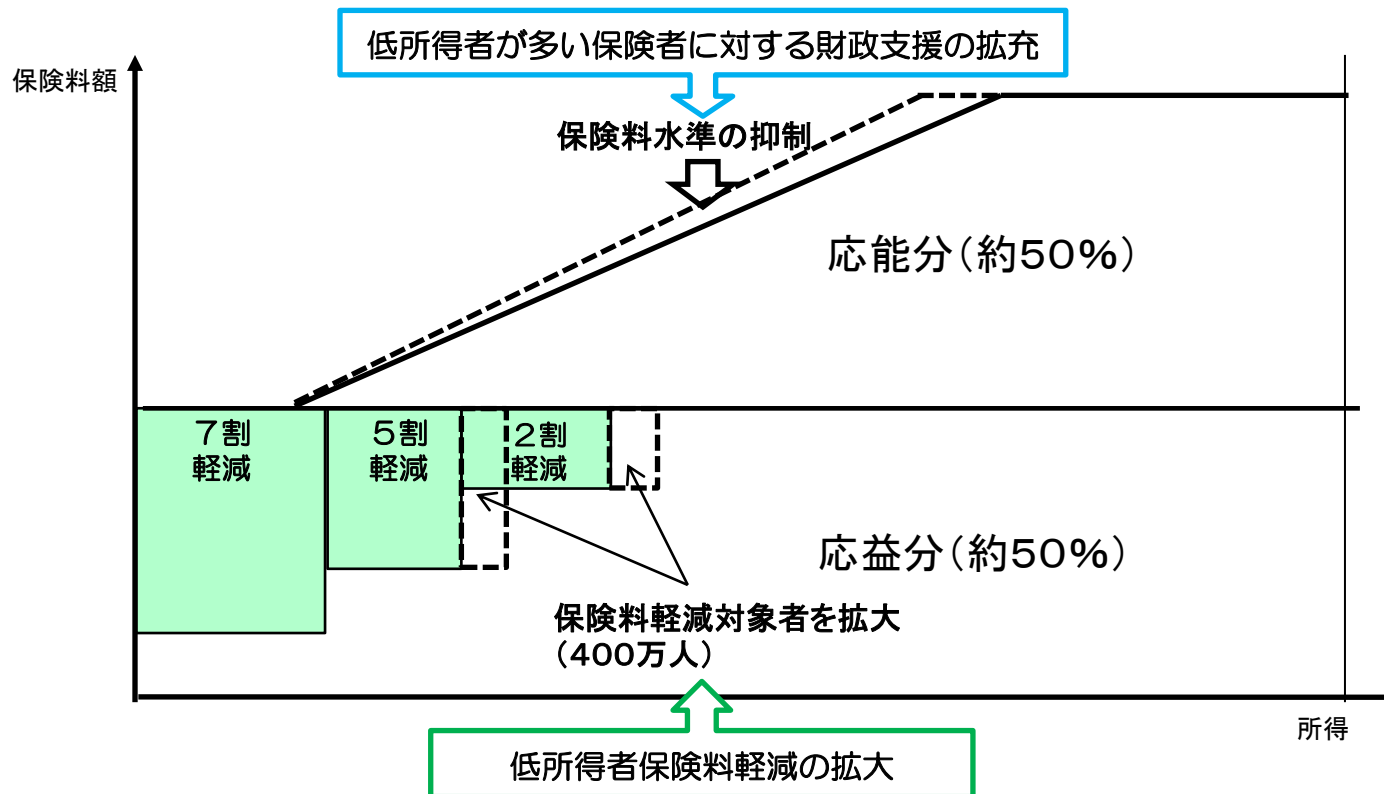 低所得者が多い保険者に対する財政支援の拡充
保険料額
保険料水準の抑制
応能分（約50％）
７割
軽減
５割
軽減
２割
軽減
応益分（約50％）
保険料軽減対象者を拡大
（400万人）
所得
低所得者保険料軽減の拡大